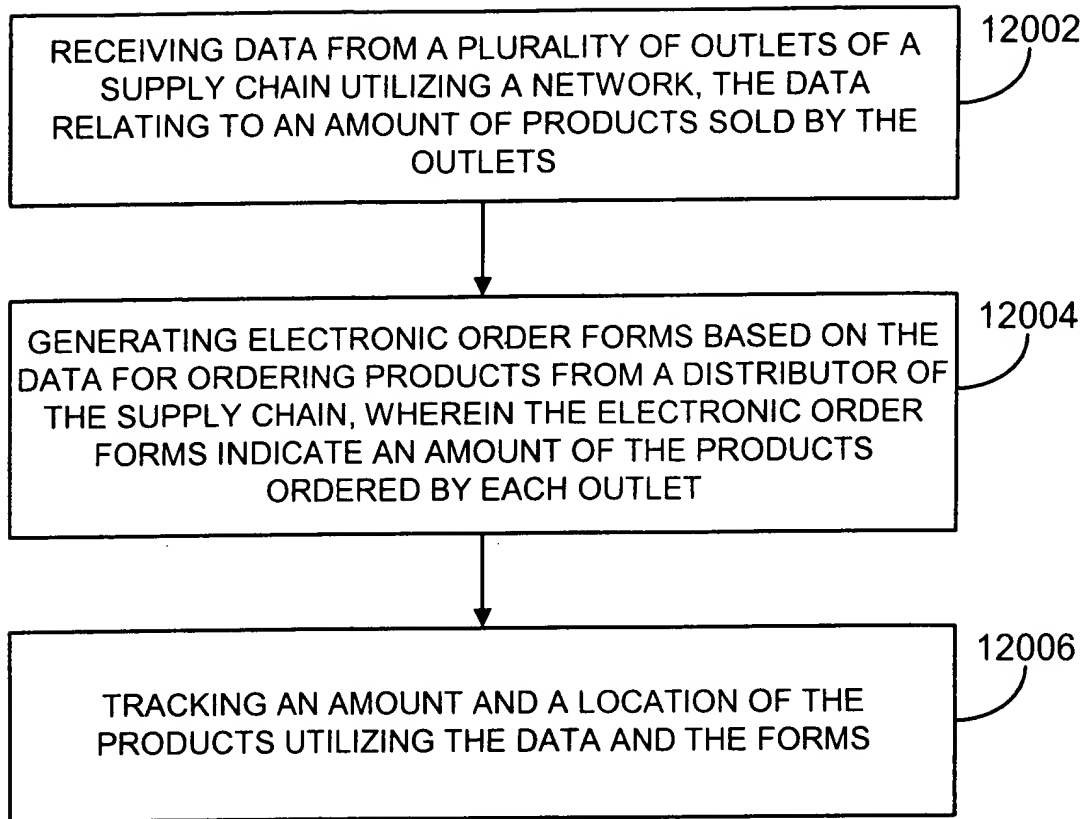 RECEIVING DATA FROM A PLURALITY OF OUTLETS OF A
SUPPLY CHAIN UTILIZING A NETWORK, THE DATA
RELATING TO AN AMOUNT OF PRODUCTS SOLD BY THE
OUTLETS
12002
GENERATING ELECTRONIC ORDER FORMS BASED ON THE
DATA FOR ORDERING PRODUCTS FROM A DISTRIBUTOR OF
THE SUPPLY CHAIN, WHEREIN THE ELECTRONIC ORDER
FORMS INDICATE AN AMOUNT OF THE PRODUCTS
ORDERED BY EACH OUTLET
12004
TRACKING AN AMOUNT AND A LOCATION OF THE
PRODUCTS UTILIZING THE DATA AND THE FORMS
12006